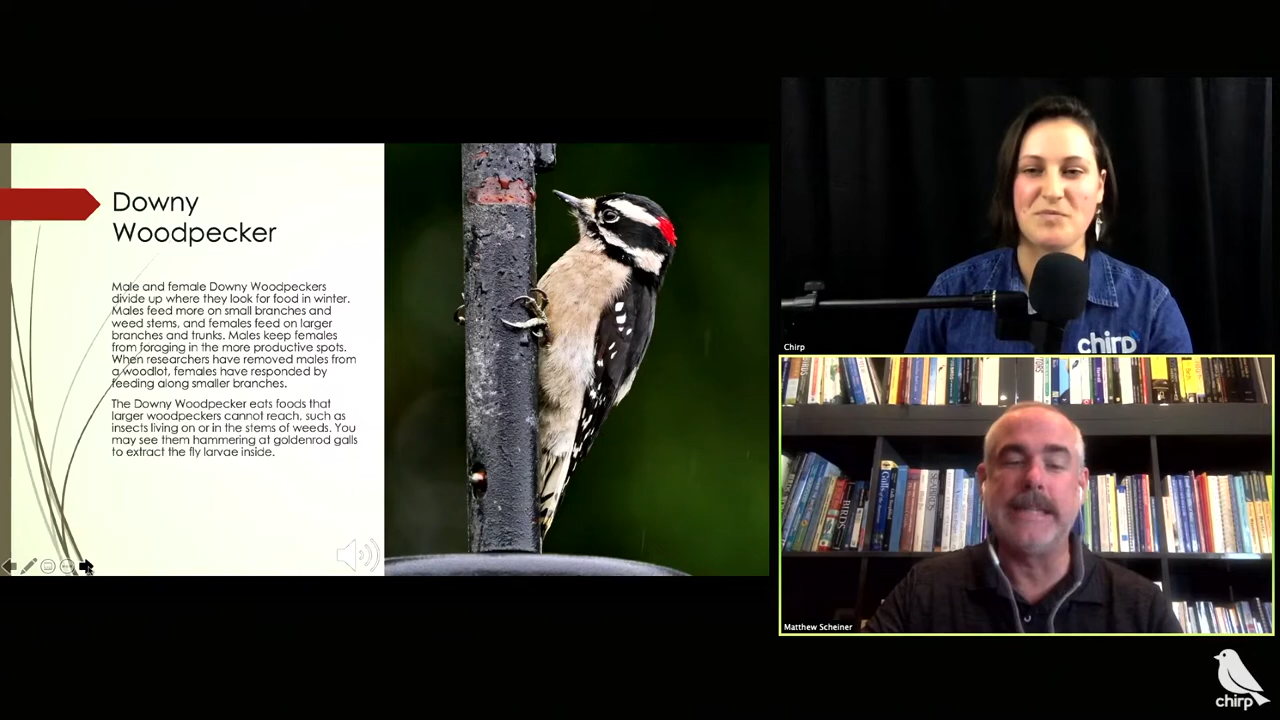 Downy
Woodpecker
Male and female Downy Woodpeckers
divide up where they look for food in winter.
Males feed more on small branches and
weed stems, and females feed on larger
branches and trunks. Males keep females
from foraging in the more productive spots.
When researchers have removed males from
a woodlot, females have responded by
feeding along smaller branches.
The Downy Woodpecker eats foods that
larger woodpeckers cannot reach, such as
insects living on or in the stems of weeds. You
may see them hammering at goldenrod galls
to extract the fly larvae inside.
chirp
Chirp
BIRDS
Matthew Scheiner
chirp